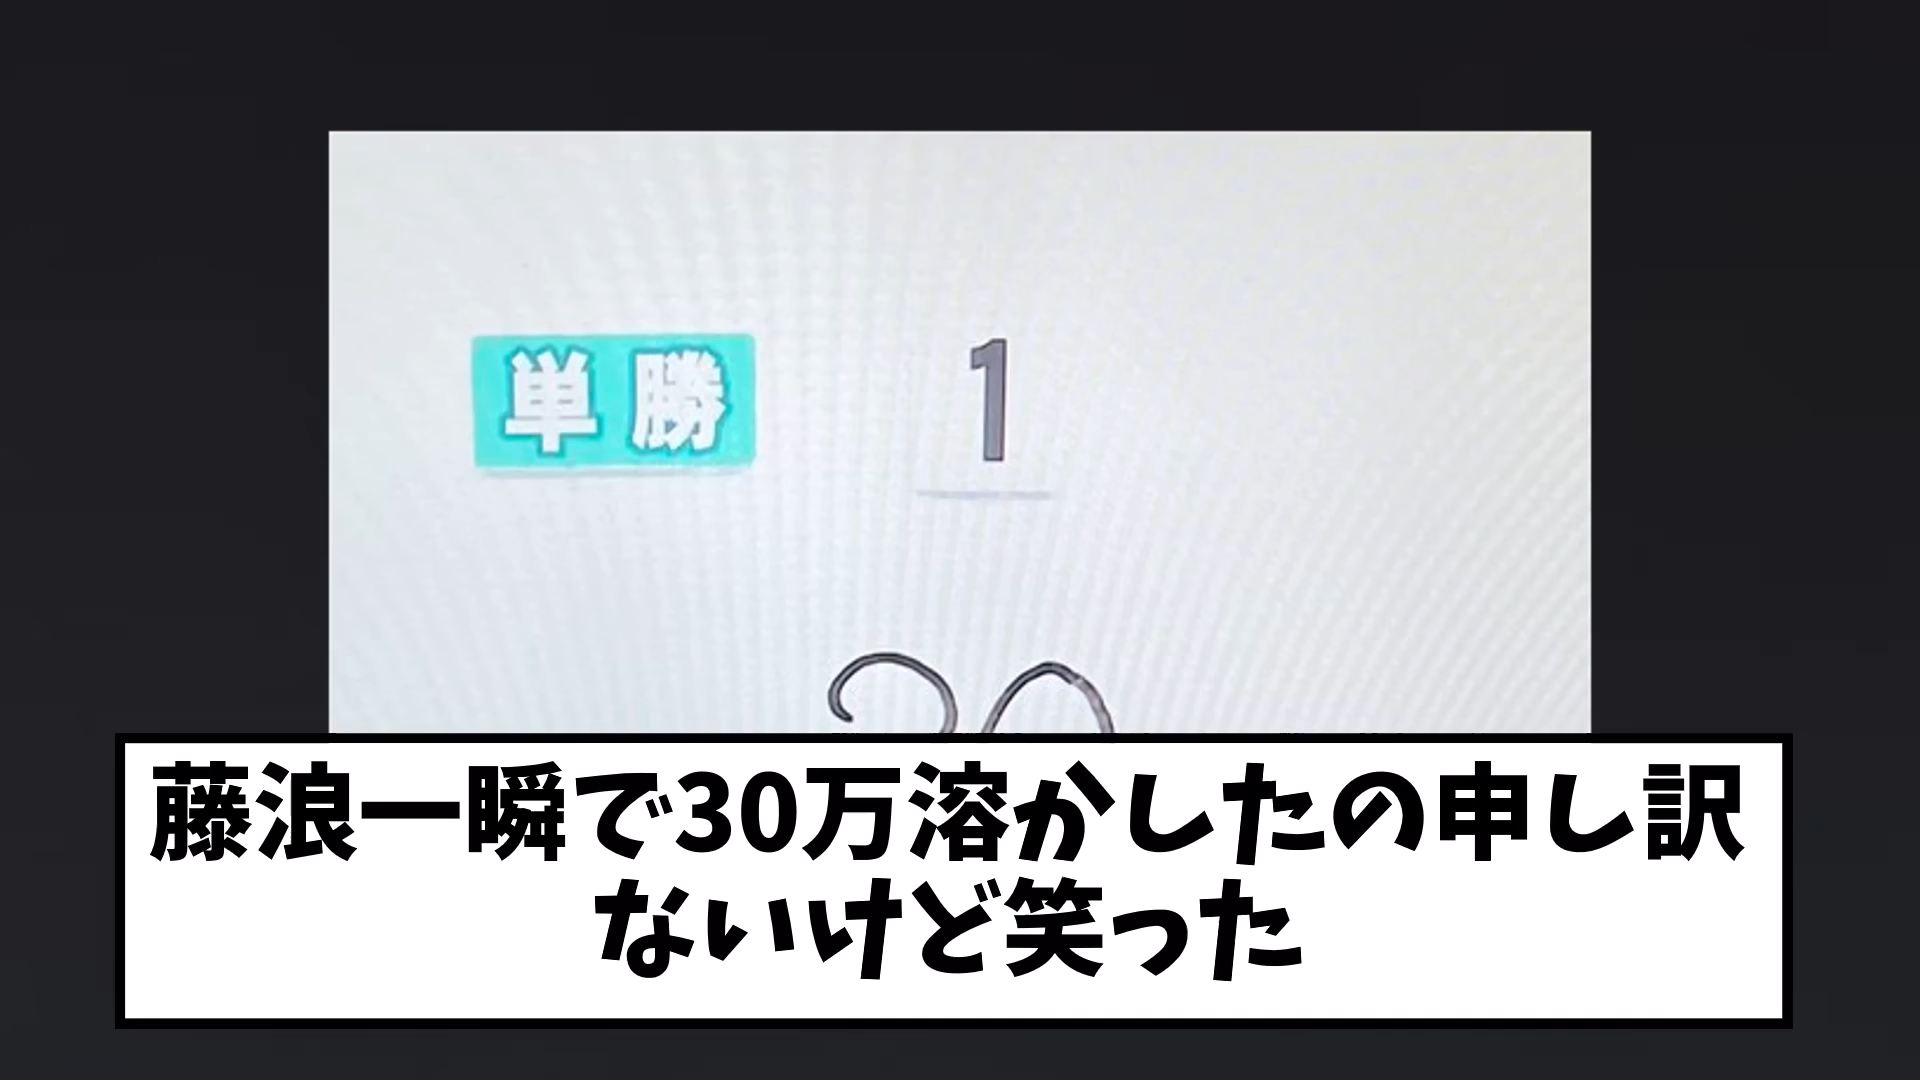 単勝 1
藤浪一瞬で30万溶かしたの申し訳
ないけど笑った